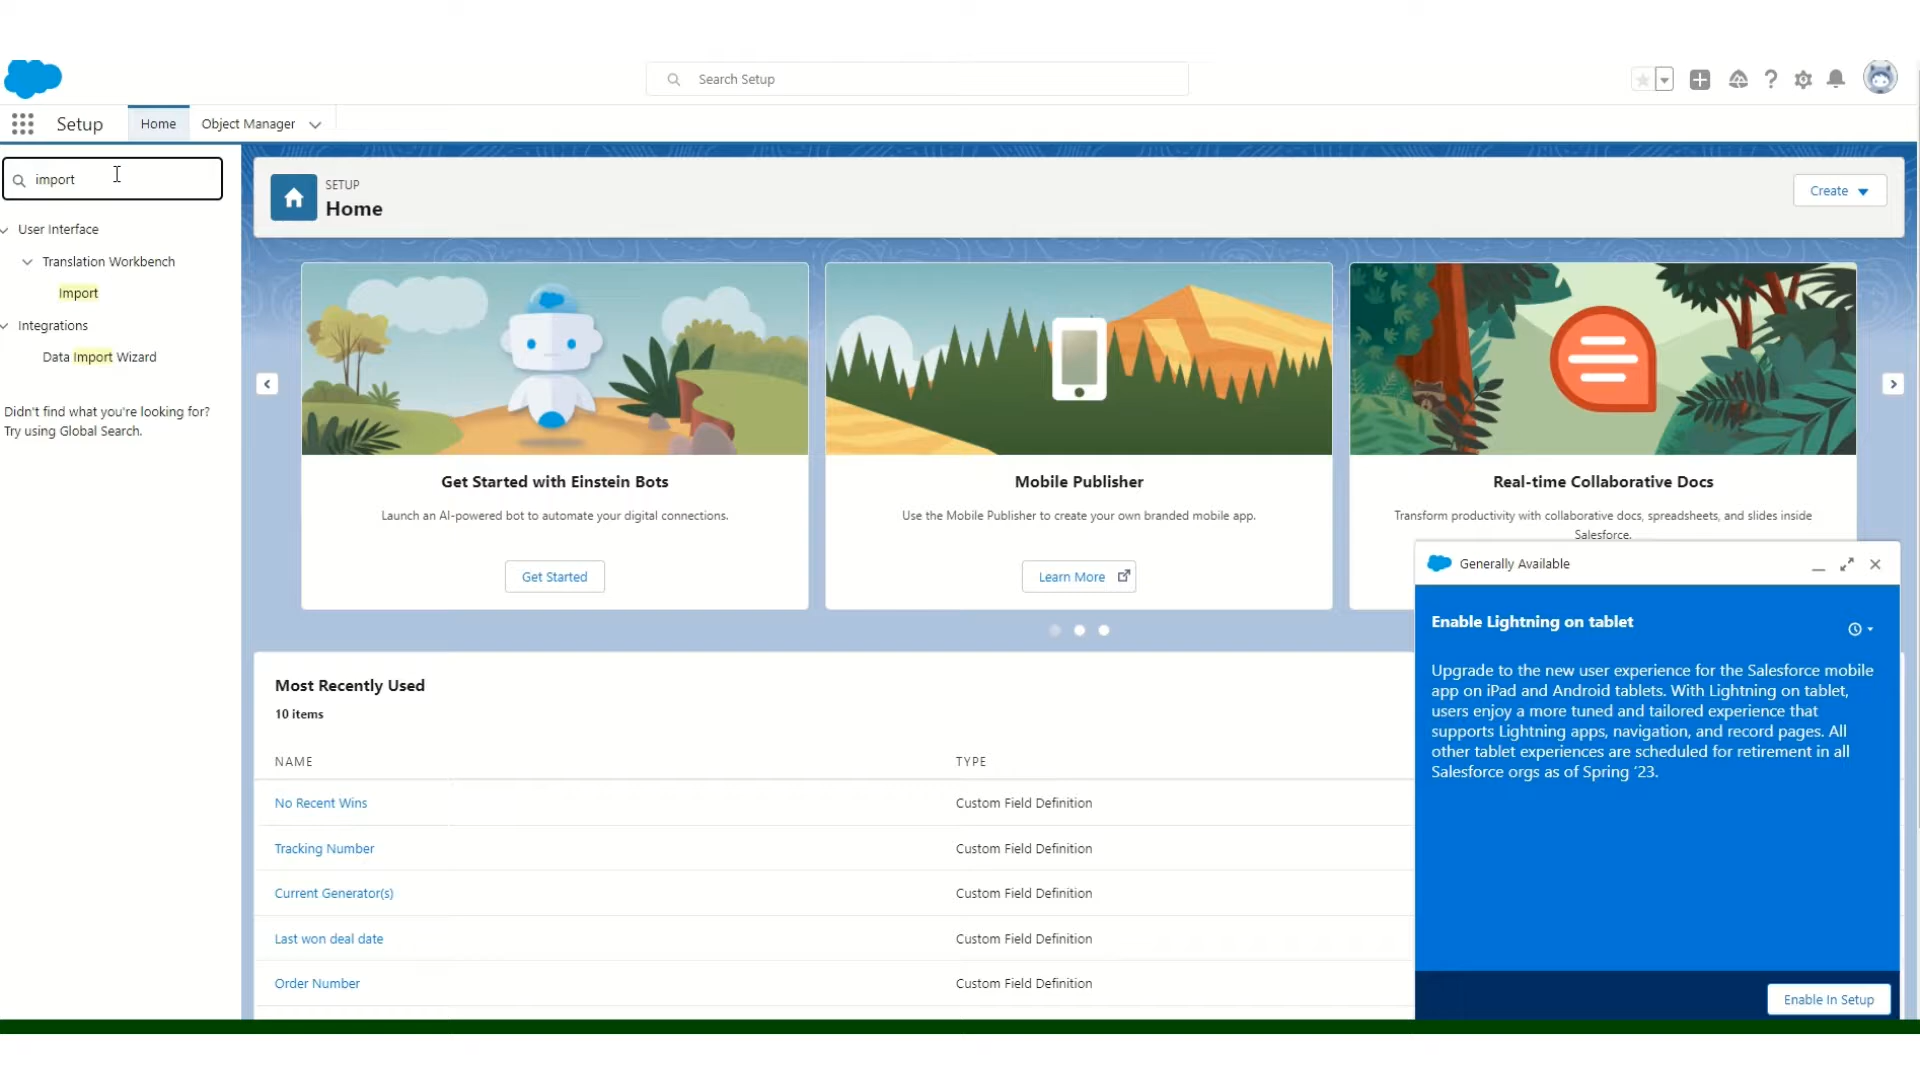 Search Setup
Setup
Home
Object Manager
import
User Interface
Translation Workbench
Import
Integrations
Data Import Wizard
Didn't find what you're looking for?
Try using Global Search.
SETUP
Home
Create
Get Started with Einstein Bots
Launch an AI-powered bot to automate your digital connections.
Get Started
Mobile Publisher
Use the Mobile Publisher to create your own branded mobile app.
Learn More
Real-time Collaborative Docs
Transform productivity with collaborative docs, spreadsheets, and slides inside
Salesforce.
Most Recently Used
10 items
NAME
TYPE
No Recent Wins
Custom Field Definition
Tracking Number
Custom Field Definition
Current Generator(s)
Custom Field Definition
Last won deal date
Custom Field Definition
Order Number
Custom Field Definition
Generally Available
Enable Lightning on tablet
Upgrade to the new user experience for the Salesforce mobile
app on iPad and Android tablets. With Lightning on tablet,
users enjoy a more tuned and tailored experience that
supports Lightning apps, navigation, and record pages. All
other tablet experiences are scheduled for retirement in all
Salesforce orgs as of Spring '23.
Enable In Setup